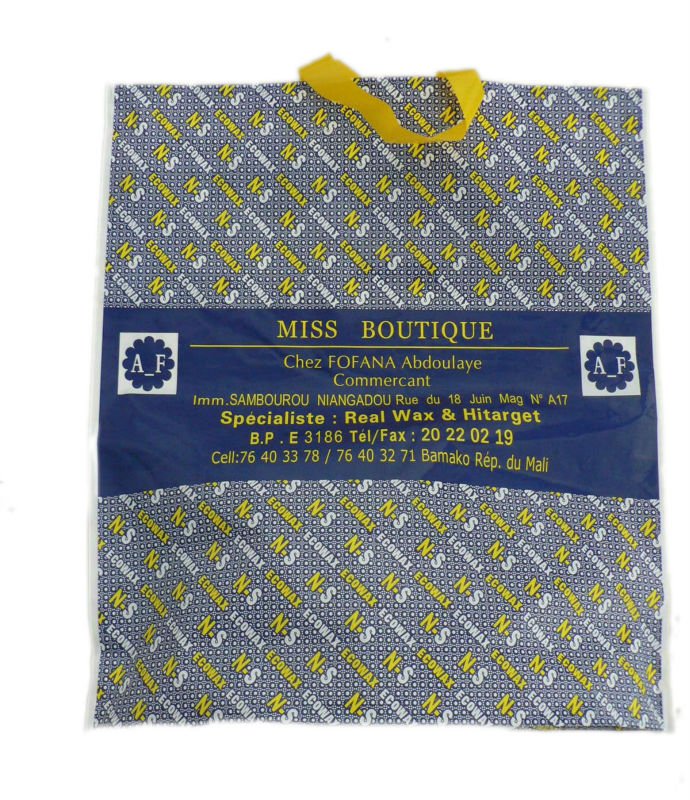 MISS BOUTIQUE
A_F
A_F
Chez FOFANA Abdoulaye
Commercant
Imm.SAMBOUROU NIANGADOU Rue du 18 Juin Mag N° A17
Spécialiste : Real Wax & Hitarget
B.P . E 3186 Tél/Fax : 20 22 02 19
Cell:76 40 33 78 / 76 40 32 71 Bamako Rép. du Mali
N-S
ECOWAX